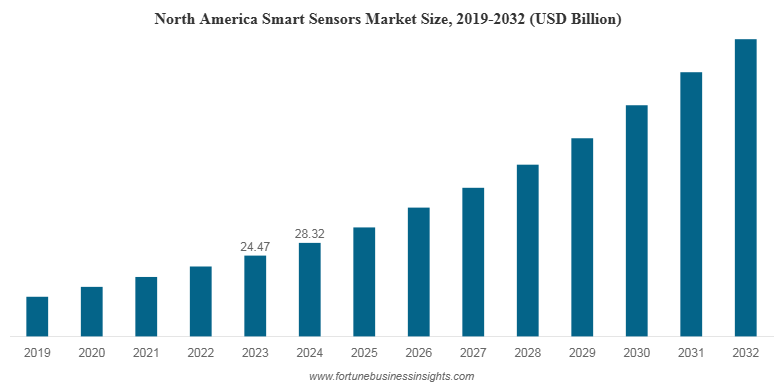 North America Smart Sensors Market Size, 2019-2032 (USD Billion)
24.47
28.32
2019 2020 2021 2022 2023 2024 2025 2026 2027 2028 2029 2030 2031 2032
www.fortunebusinessinsights.com